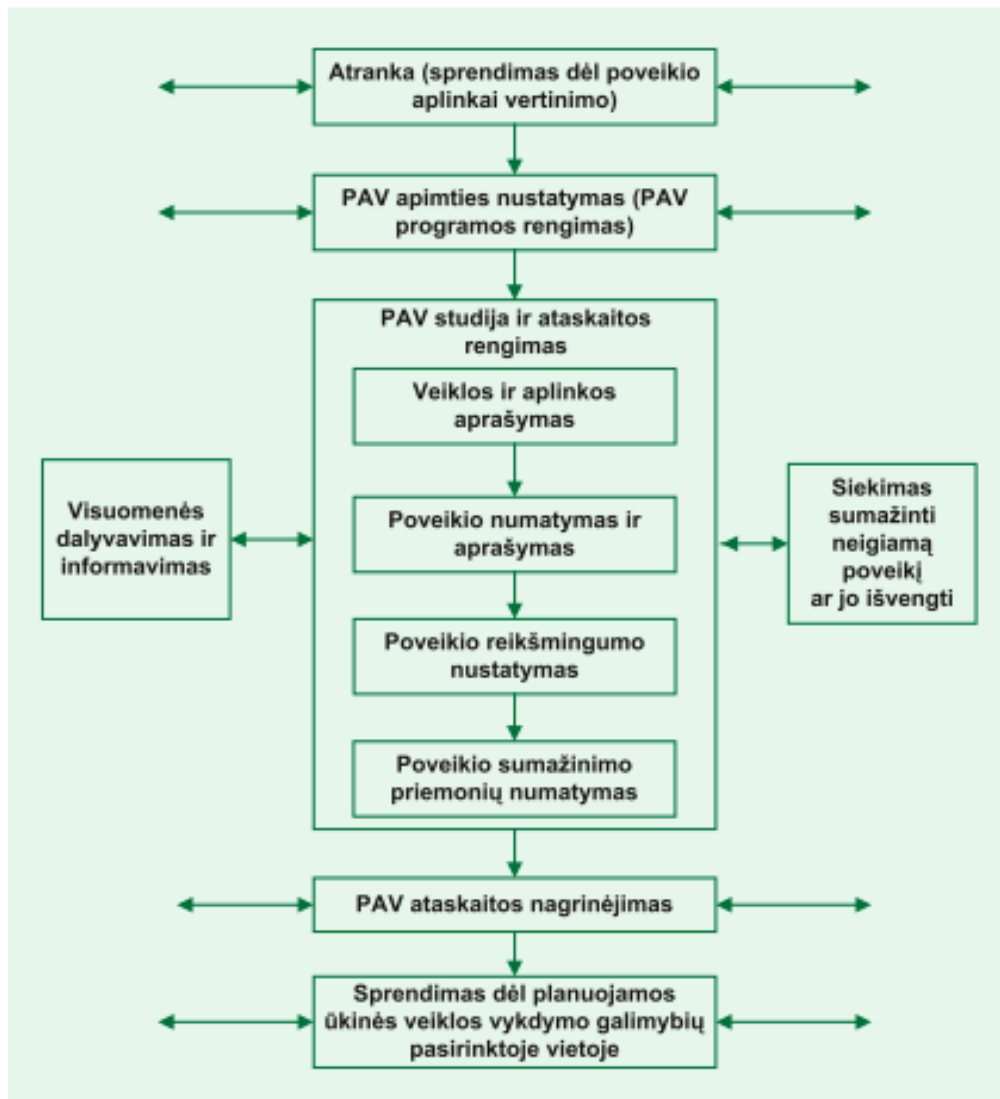 Atranka (sprendimas dėl poveikio
aplinkai vertinimo)
PAV apimties nustatymas (PAV
programos rengimas)
PAV studija ir ataskaitos
rengimas
Veiklos ir aplinkos
aprašymas
Visuomenės
dalyvavimas ir
informavimas
Poveikio numatymas ir
aprašymas
Siekimas
sumažinti
neigiamą
poveikį
ar jo išvengti
Poveikio reikšmingumo
nustatymas
Poveikio sumažinimo
priemonių numatymas
PAV ataskaitos nagrinėjimas
Sprendimas dėl planuojamos
ūkinės veiklos vykdymo galimybių
pasirinktoje vietoje